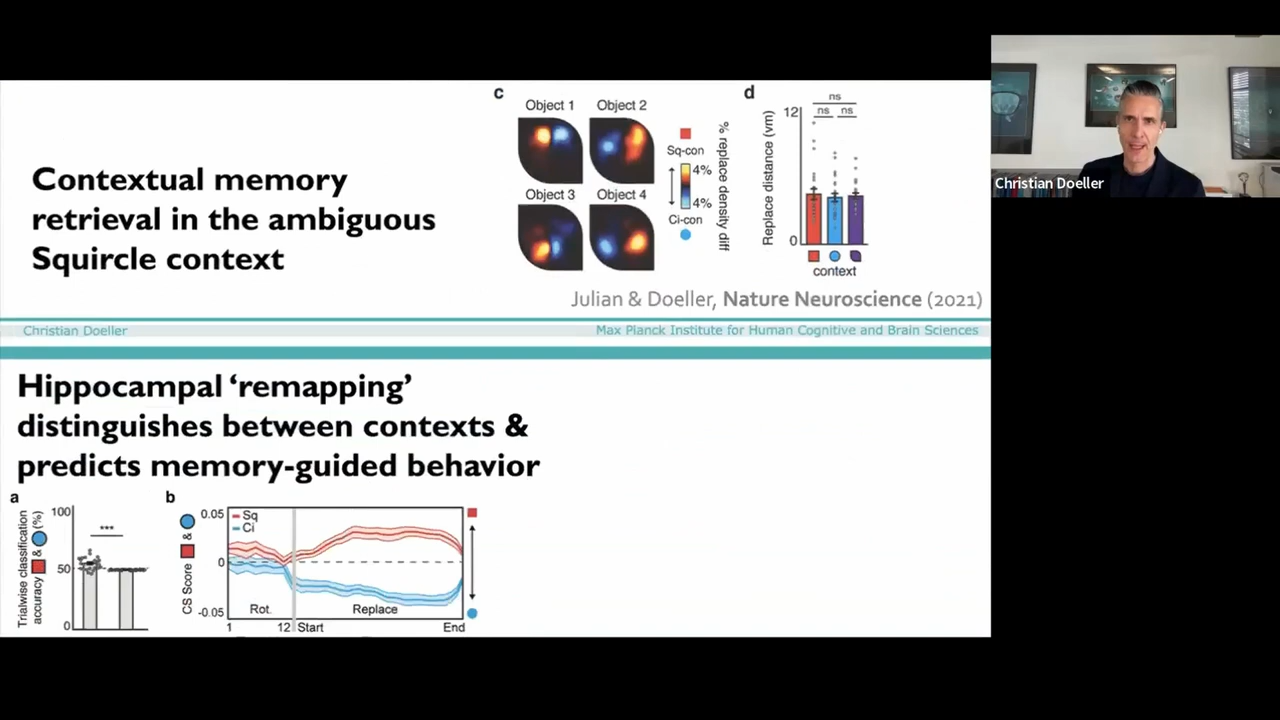 Contextual memory
retrieval in the ambiguous
Squircle context
c
Object 1
Object 2
Object 3
Object 4
Sq-con
4%
4%
Ci-con
% replace density diff
d
Replace distance (vm)
12
0
ns
ns
ns
context
Julian & Doeller, Nature Neuroscience (2021)
Christian Doeller
Max Planck Institute for Human Cognitive and Brain Sciences
Hippocampal ‘remapping’
distinguishes between contexts &
predicts memory-guided behavior
a
Trialwise classification
accuracy & (%)
100
50
0
***
b
CS Score &
0.05
0
-0.05
Sq
Ci
Rot.
Replace
1
12
Start
End
Christian Doeller